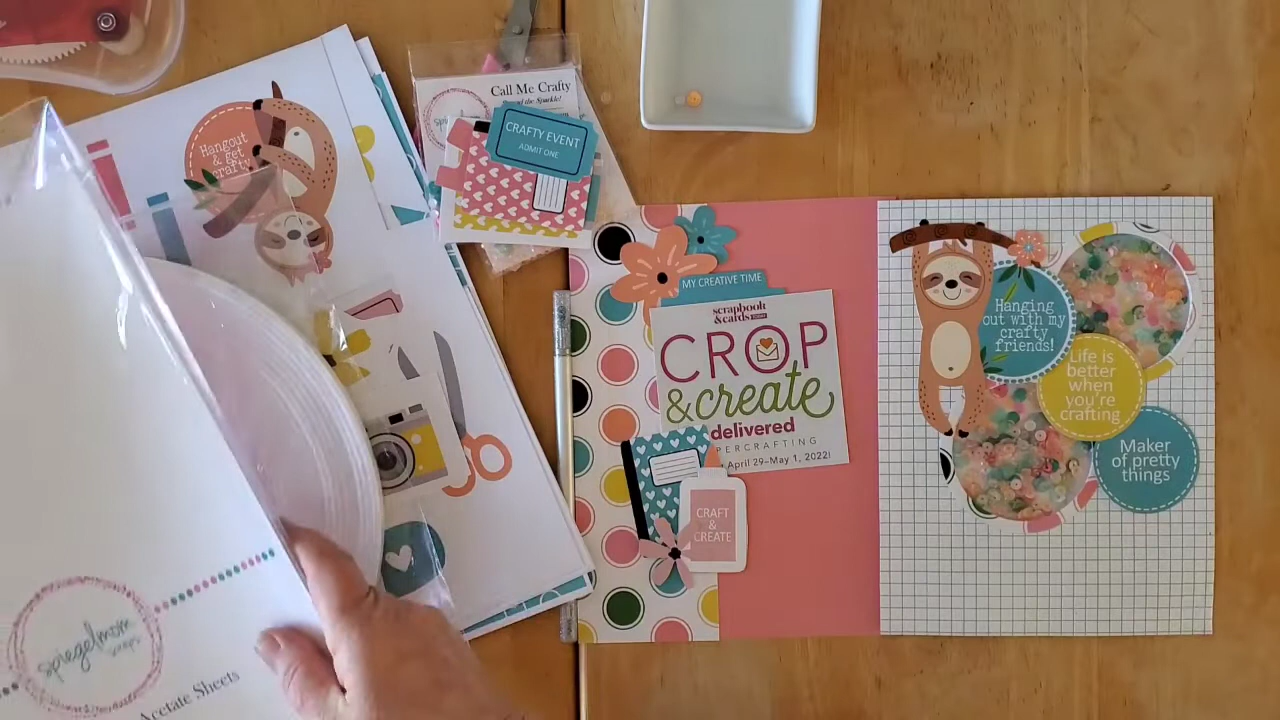 Hangout
& get
crafty
Call Me Crafty
CRAFTY EVENT
ADMIT ONE
MY CREATIVE TIME
scrapbook
&cards
CROP
&create
delivered
PERCRAFTING
April 29–May 1, 2022!
CRAFT
&
CREATE
Hanging
out with my
crafty
friends!
Life is
better
when
you're
crafting
Maker
of pretty
things
spiegelmom
scraps
Acetate Sheets